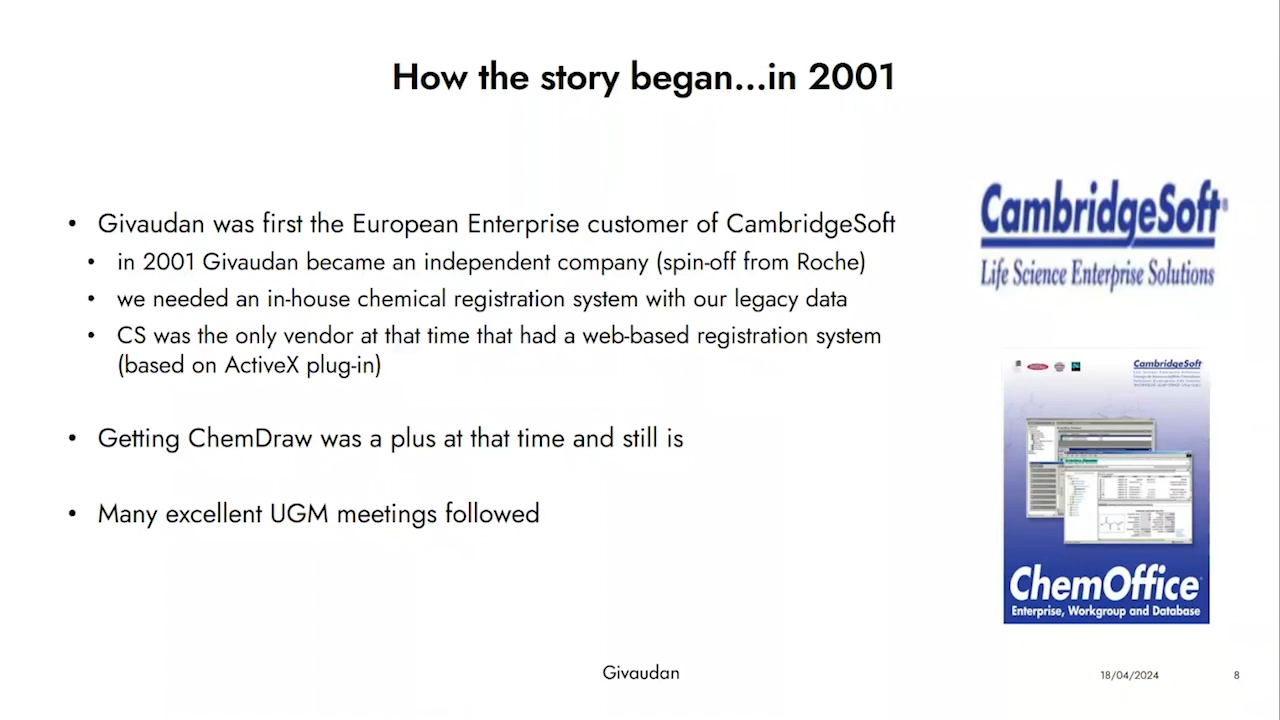 How the story began...in 2001
• Givaudan was first the European Enterprise customer of CambridgeSoft
• in 2001 Givaudan became an independent company (spin-off from Roche)
• we needed an in-house chemical registration system with our legacy data
• CS was the only vendor at that time that had a web-based registration system
(based on ActiveX plug-in)
• Getting ChemDraw was a plus at that time and still is
• Many excellent UGM meetings followed
CambridgeSoft®
Life Science Enterprise Solutions
CambridgeSoft
ChemOffice
Enterprise, Workgroup and Database
Givaudan
18/04/2024
8